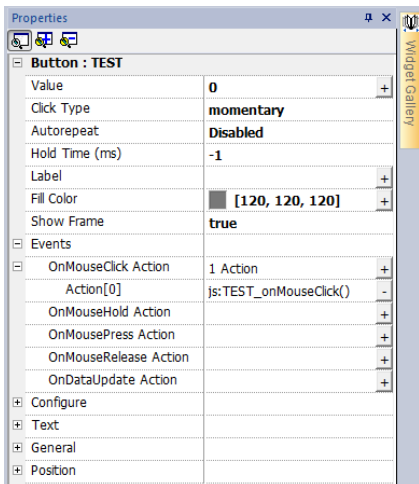 Properties
Button : TEST
Value 0 +
Click Type momentary
Autorepeat Disabled
Hold Time (ms) -1
Label +
Fill Color [120, 120, 120] +
Show Frame true
Events
OnMouseClick Action 1 Action +
Action[0] js:TEST_onMouseClick() -
OnMouseHold Action +
OnMousePress Action +
OnMouseRelease Action +
OnDataUpdate Action +
Configure
Text
General
Position
Widget Gallery